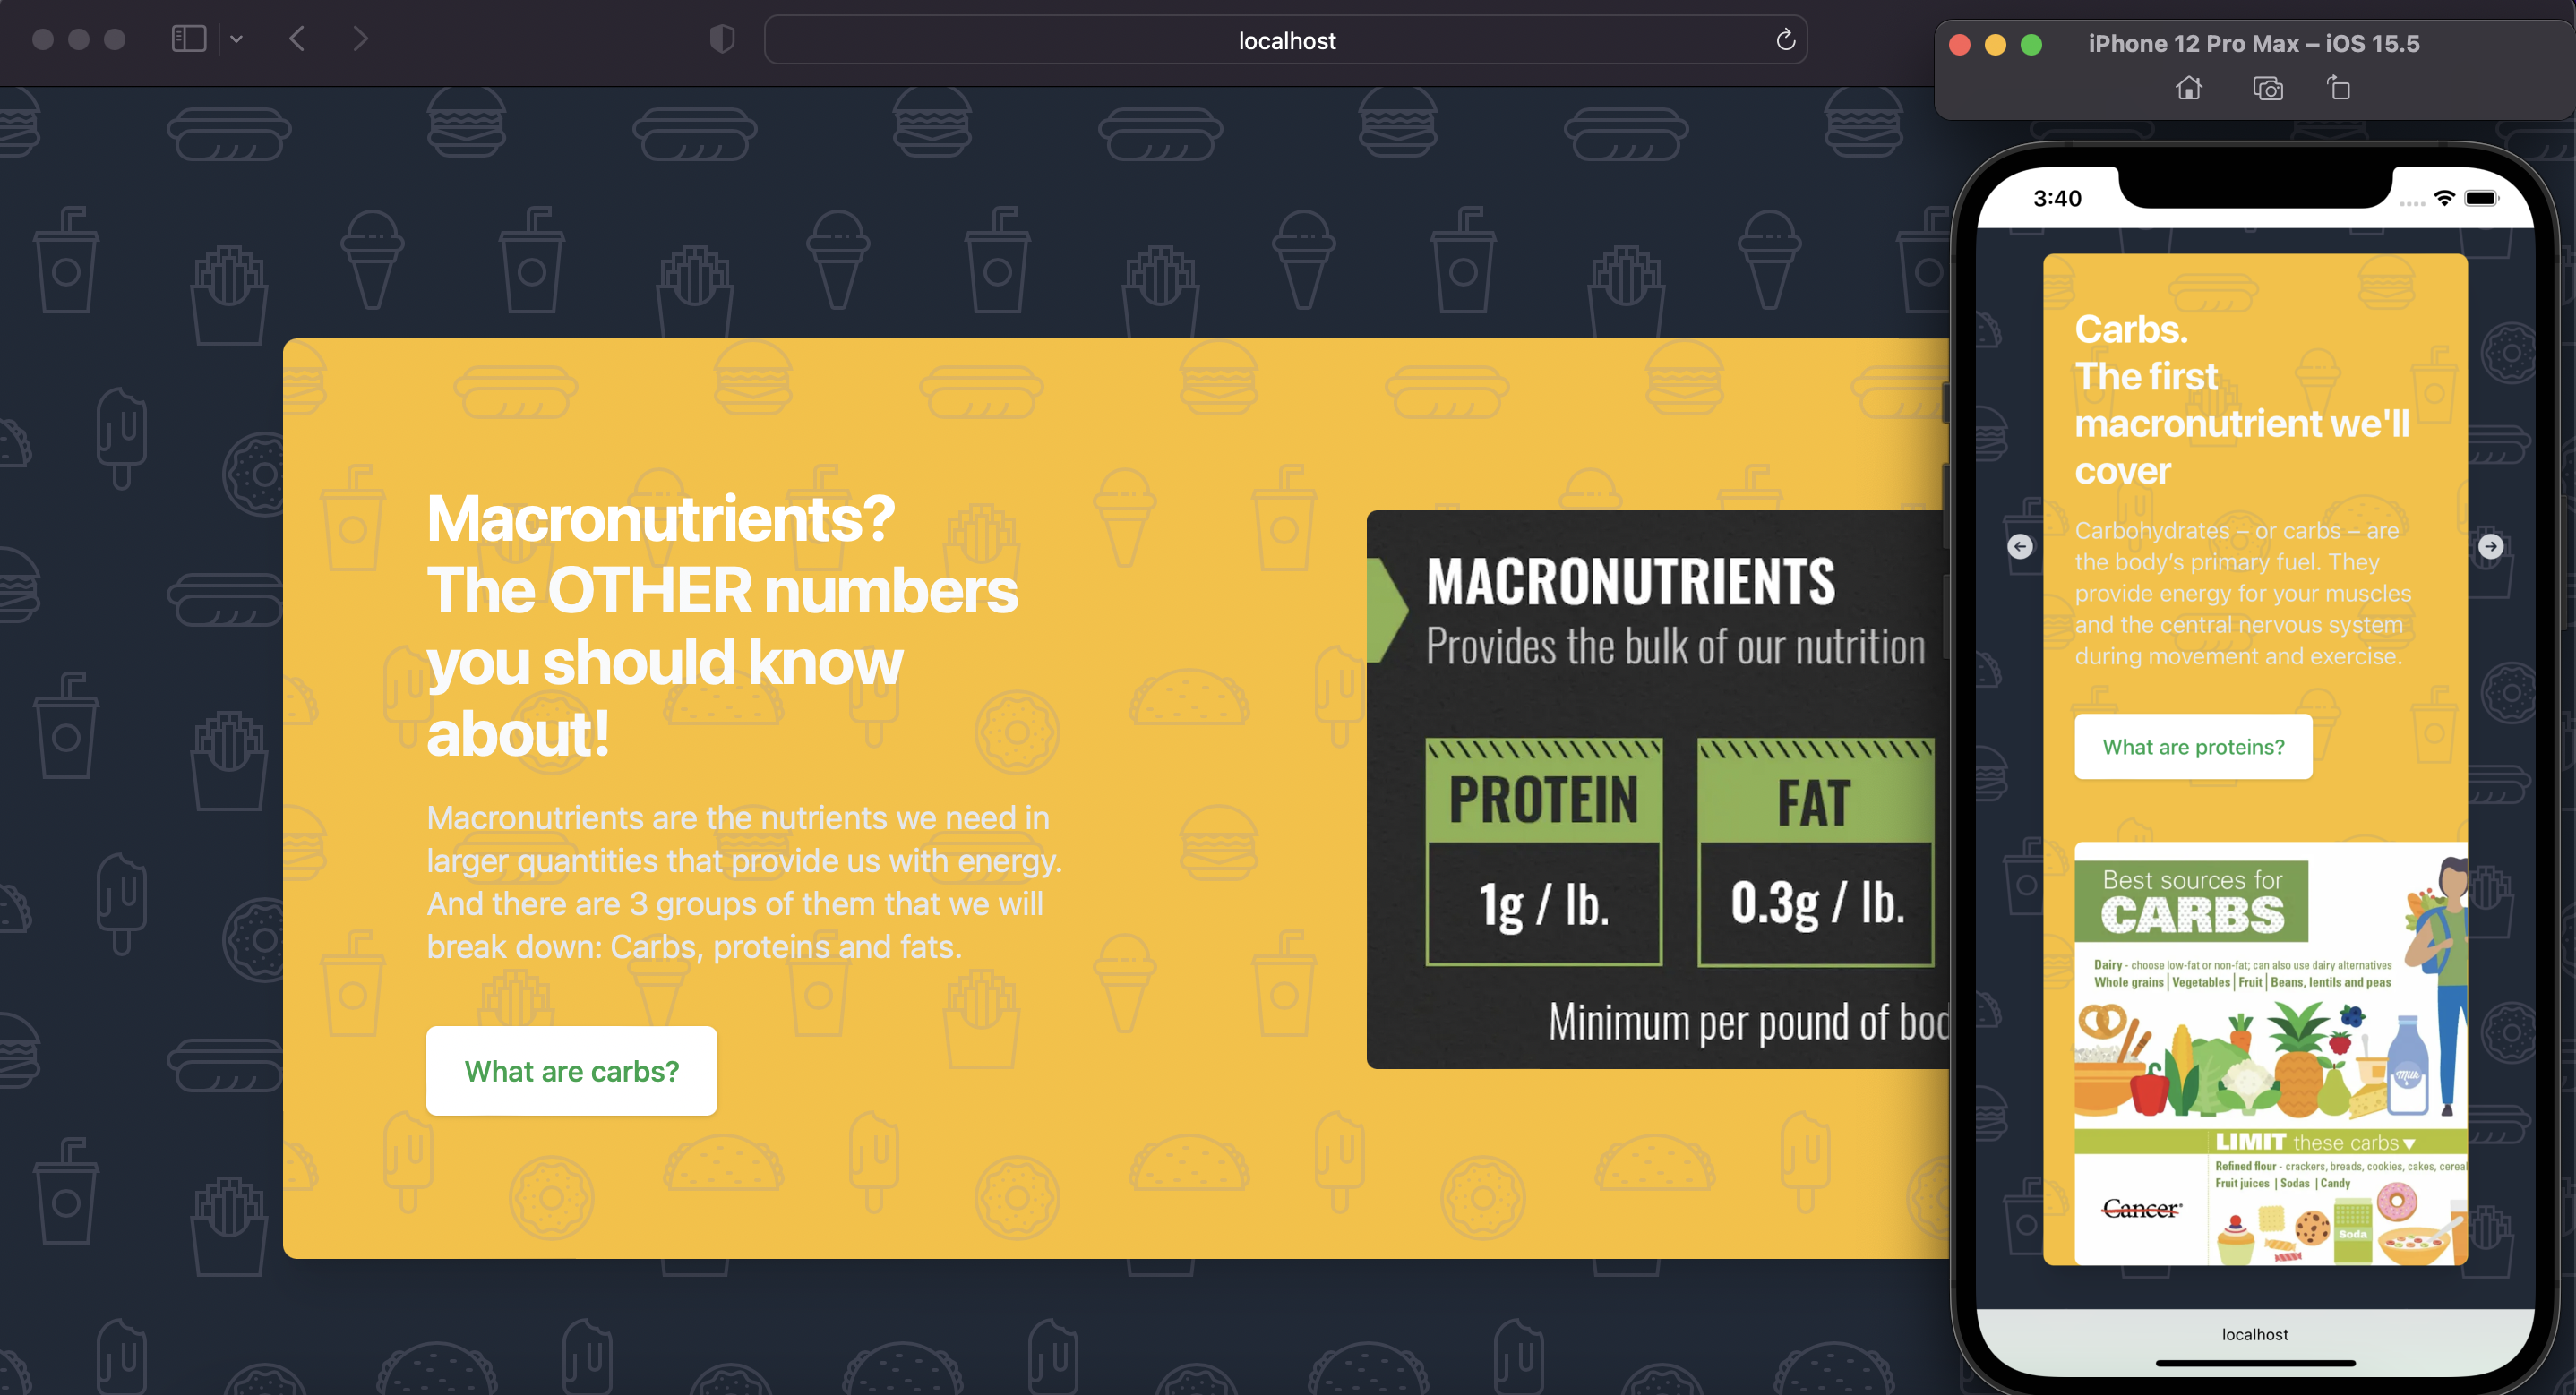 localhost
Macronutrients?
The OTHER numbers
you should know
about!
Macronutrients are the nutrients we need in
larger quantities that provide us with energy.
And there are 3 groups of them that we will
break down: Carbs, proteins and fats.
What are carbs?
MACRONUTRIENTS
Provides the bulk of our nutrition
PROTEIN
FAT
1g / lb.
0.3g / lb.
Minimum per pound of
iPhone 12 Pro Max – iOS 15.5
3:40
Carbs.
The first
macronutrient we'll
cover
Carbohydrates – or carbs – are
the body's primary fuel. They
provide energy for your muscles
and the central nervous system
during movement and exercise.
What are proteins?
Best sources for
CARBS
Dairy - choose low-fat or non-fat; can also use dairy alternatives
Whole grains | Vegetables | Fruit | Beans, lentils and peas
Milk
LIMIT these carbs
Refined flour - crackers, breads, cookies, cakes, cereal
Fruit juices | Sodas | Candy
Cancer
Soda
localhost